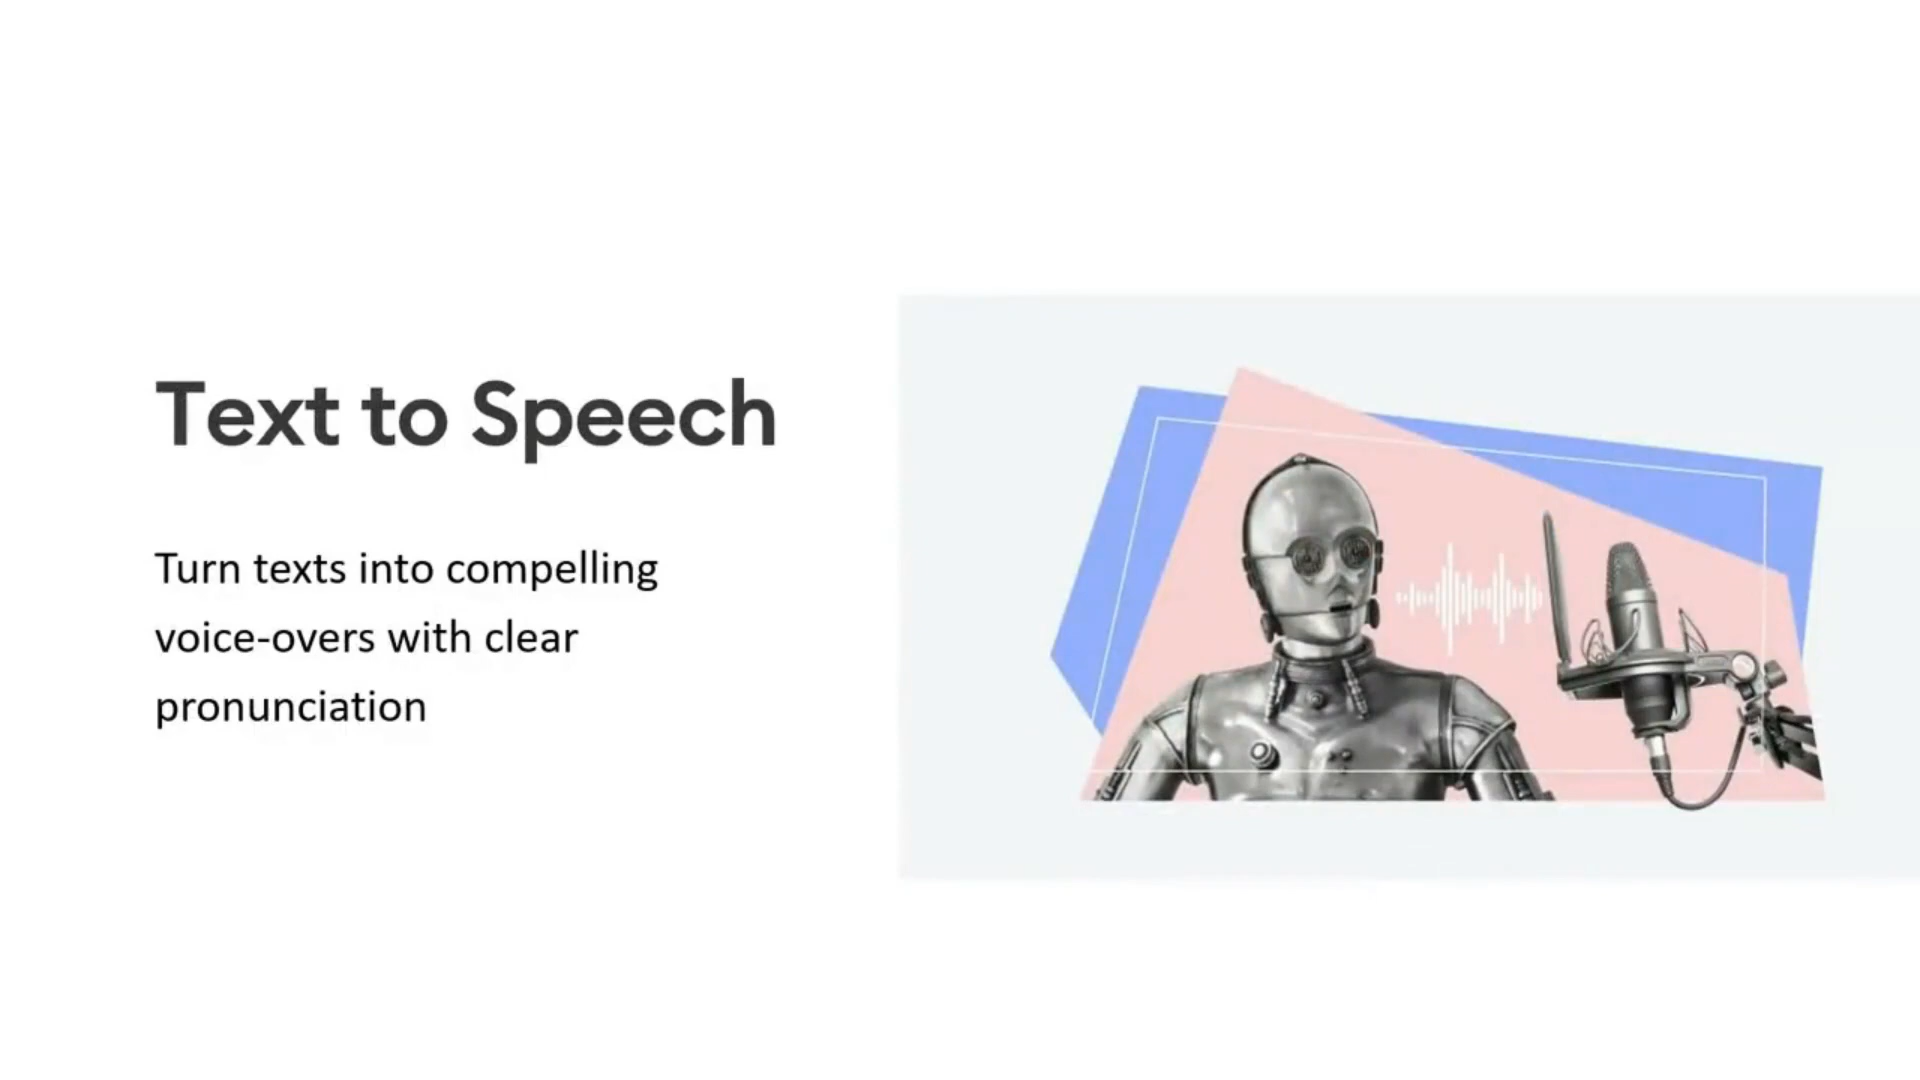 Text to Speech
Turn texts into compelling
voice-overs with clear
pronunciation